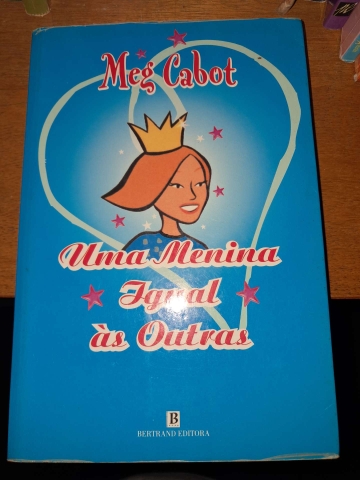 Meg Cabot
Uma Menina
Igual
às Outras
B
BERTRAND EDITORA